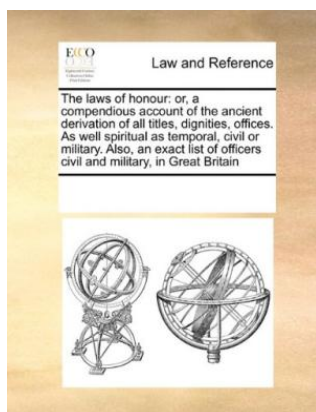 ECCO
Law and Reference
The laws of honour: or, a
compendious account of the ancient
derivation of all titles, dignities, offices.
As well spiritual as temporal, civil or
military. Also, an exact list of officers
civil and military, in Great Britain